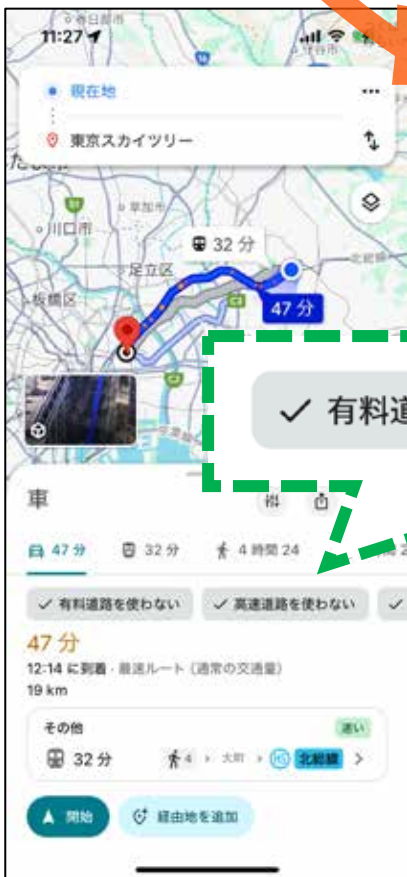 11:27
現在地
東京スカイツリー
川口市
草加市
32 分
足立区
板橋区
47 分
C3
✓ 有料道
車
47 分
32 分
4 時間 24
✓ 有料道路を使わない
✓ 高速道路を使わない
✓
47 分
12:14 に到着・最速ルート（通常の交通量）
19 km
その他
速い
32 分
4 › 大町 › HS 北総線 ›
開始
経由地を追加